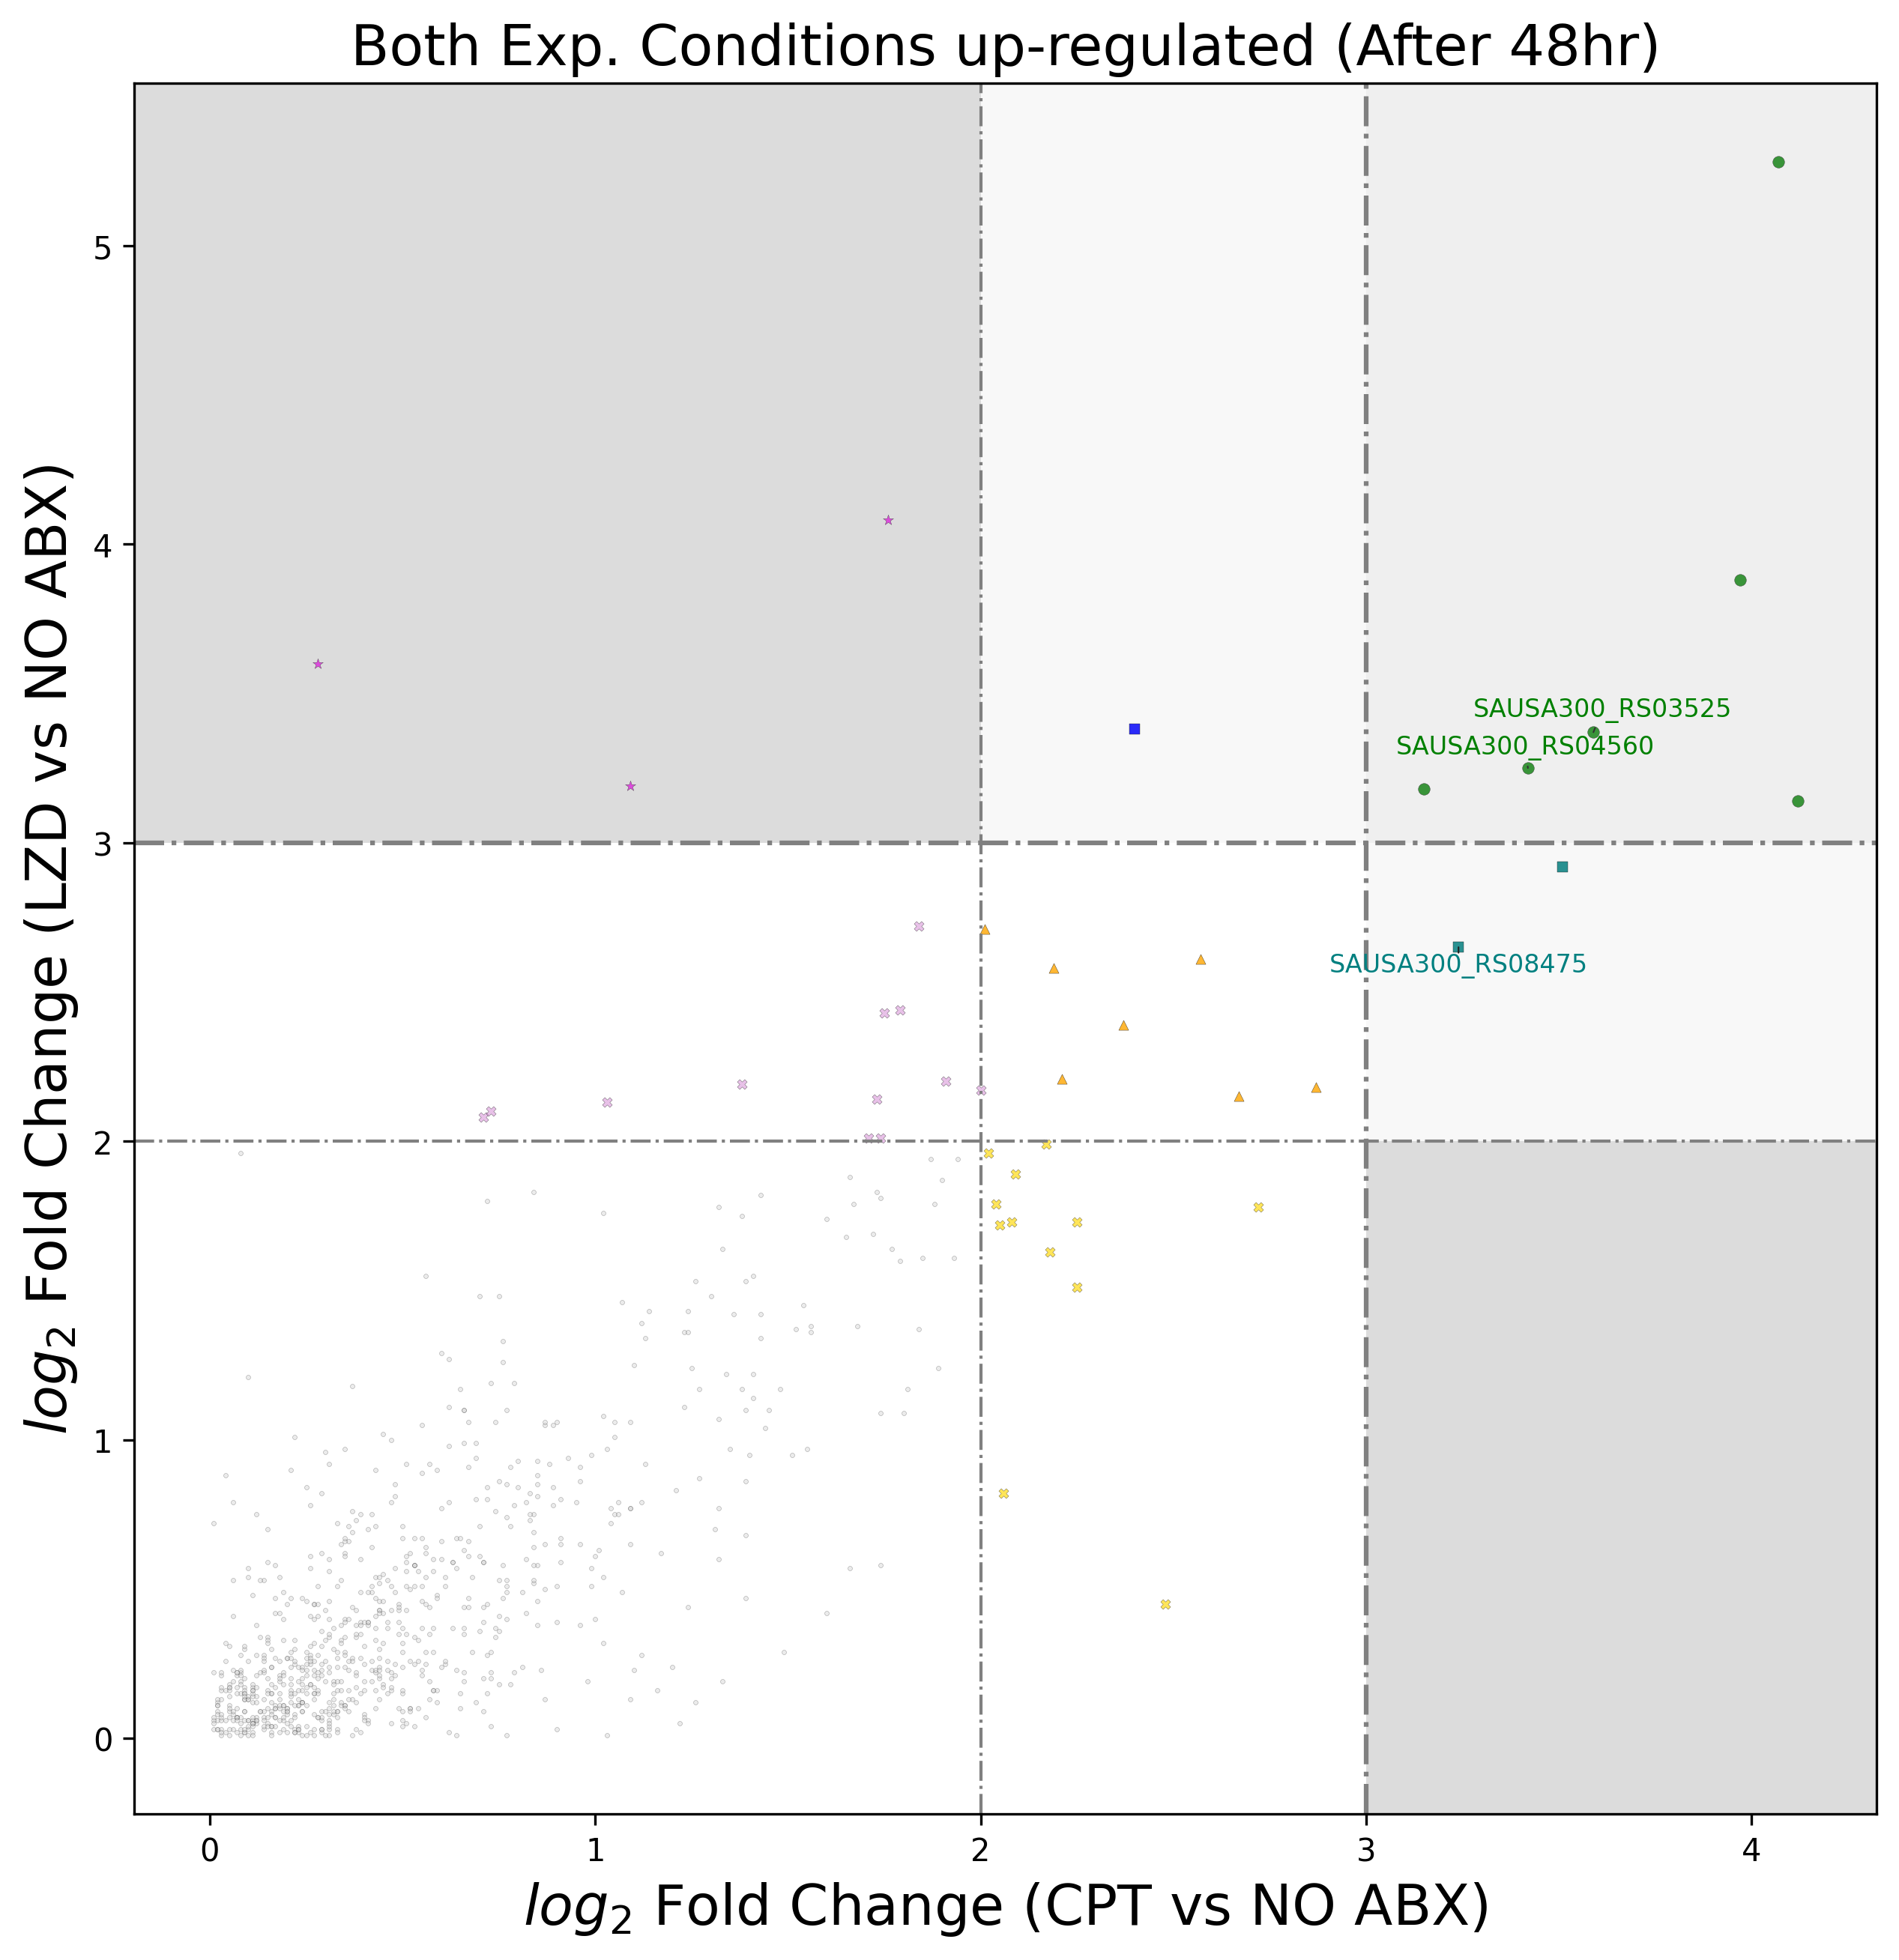 Both Exp. Conditions up-regulated (After 48hr)
log2 Fold Change (LZD vs NO ABX)
5
4
3
2
1
0
SAUSA300_RS03525
SAUSA300_RS04560
SAUSA300_RS08475
0 1 2 3 4
log2 Fold Change (CPT vs NO ABX)